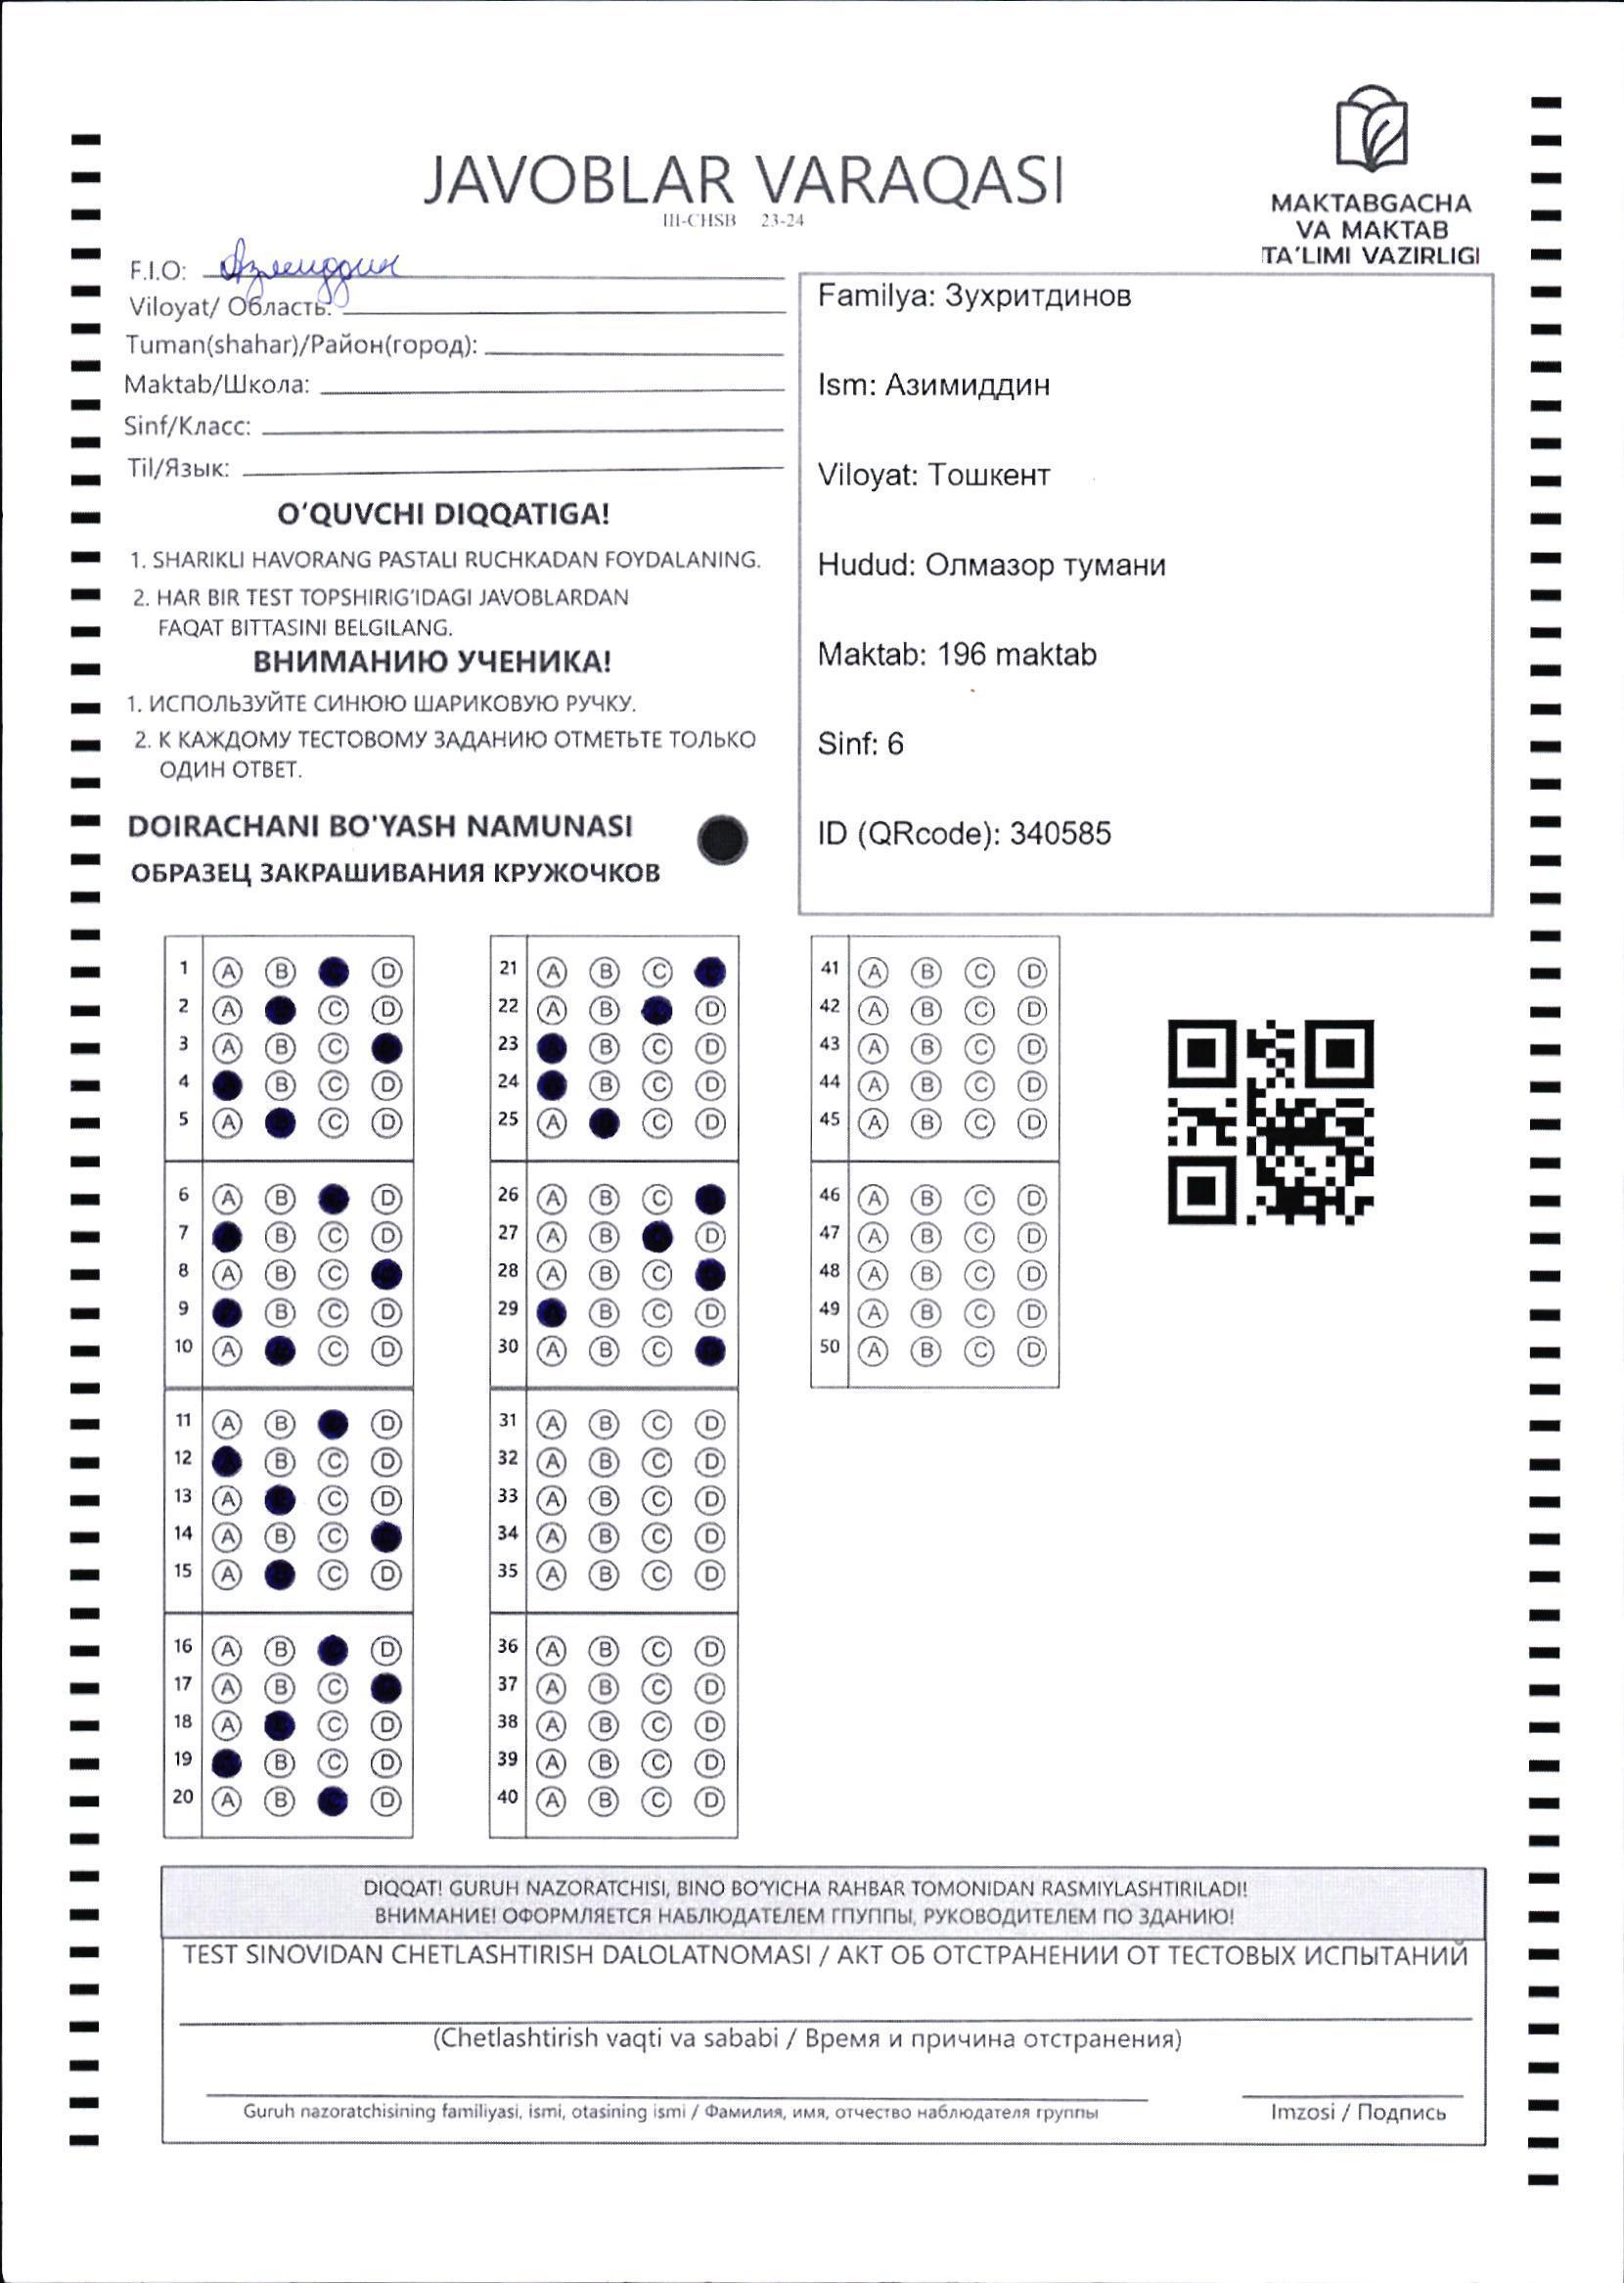 JAVOBLAR VARAQASI
III-CHSB 23-24
MAKTABGACHA
VA MAKTAB
TA'LIMI VAZIRLIGI
F.I.O: Азимиддин
Viloyat/ Область:
Tuman(shahar)/Район(город):
Maktab/Школа:
Sinf/Класс:
Til/Язык:
O'QUVCHI DIQQATIGA!
1. SHARIKLI HAVORANG PASTALI RUCHKADAN FOYDALANING.
2. HAR BIR TEST TOPSHIRIG'IDAGI JAVOBLARDAN
FAQAT BITTASINI BELGILANG.
ВНИМАНИЮ УЧЕНИКА!
1. ИСПОЛЬЗУЙТЕ СИНЮЮ ШАРИКОВУЮ РУЧКУ.
2. К КАЖДОМУ ТЕСТОВОМУ ЗАДАНИЮ ОТМЕТЬТЕ ТОЛЬКО
ОДИН ОТВЕТ.
DOIRACHANI BO'YASH NAMUNASI
ОБРАЗЕЦ ЗАКРАШИВАНИЯ КРУЖОЧКОВ
Familya: Зухритдинов
Ism: Азимиддин
Viloyat: Тошкент
Hudud: Олмазор тумани
Maktab: 196 maktab
Sinf: 6
ID (QRcode): 340585
1 A B D
2 A C D
3 A B C
4 B C D
5 A C D
6 A B D
7 B C D
8 A B C
9 B C D
10 A C D
11 A B D
12 B C D
13 A C D
14 A B C
15 A C D
16 A B D
17 A B C
18 A C D
19 B C D
20 A B D
21 A B C
22 A B D
23 B C D
24 B C D
25 A C D
26 A B C
27 A B D
28 A B C
29 B C D
30 A B C
31 A B C D
32 A B C D
33 A B C D
34 A B C D
35 A B C D
36 A B C D
37 A B C D
38 A B C D
39 A B C D
40 A B C D
41 A B C D
42 A B C D
43 A B C D
44 A B C D
45 A B C D
46 A B C D
47 A B C D
48 A B C D
49 A B C D
50 A B C D
DIQQAT! GURUH NAZORATCHISI, BINO BO'YICHA RAHBAR TOMONIDAN RASMIYLASHTIRILADI!
ВНИМАНИЕ! ОФОРМЛЯЕТСЯ НАБЛЮДАТЕЛЕМ ГПУППЫ, РУКОВОДИТЕЛЕМ ПО ЗДАНИЮ!
TEST SINOVIDAN CHETLASHTIRISH DALOLATNOMASI / АКТ ОБ ОТСТРАНЕНИИ ОТ ТЕСТОВЫХ ИСПЫТАНИЙ
(Chetlashtirish vaqti va sababi / Время и причина отстранения)
Guruh nazoratchisining familiyasi, ismi, otasining ismi / Фамилия, имя, отчество наблюдателя группы
Imzosi / Подпись